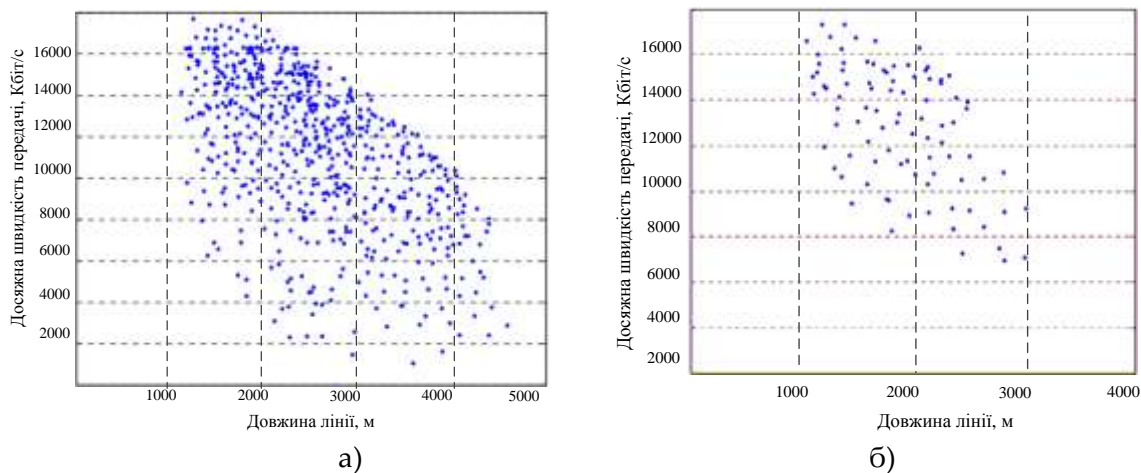 Досяжна швидкість передачі, Кбіт/с
16000
14000
12000
10000
8000
6000
4000
2000
1000 2000 3000 4000 5000
Довжина лінії, м
а)
Досяжна швидкість передачі, Кбіт/с
16000
14000
12000
10000
8000
6000
4000
2000
1000 2000 3000 4000
Довжина лінії, м
б)